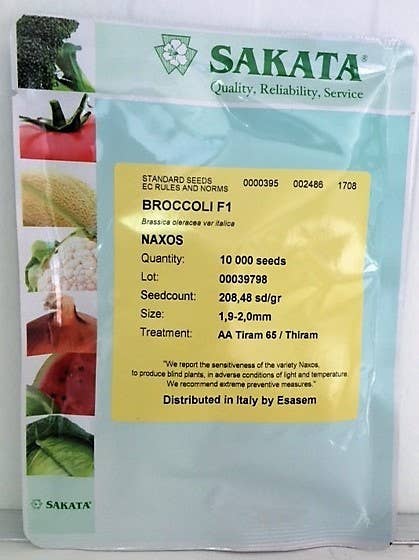 SAKATA®
Quality, Reliability, Service
STANDARD SEEDS 0000395 002486 1708
EC RULES AND NORMS
BROCCOLI F1
Brassica oleracea var italica
NAXOS
Quantity: 10 000 seeds
Lot: 00039798
Seedcount: 208,48 sd/gr
Size: 1,9-2,0mm
Treatment: AA Tiram 65 / Thiram
"We report the sensitiveness of the variety Naxos,
to produce blind plants, in adverse conditions of light and temperature.
We recommend extreme preventive measures."
Distributed in Italy by Esasem
SAKATA®